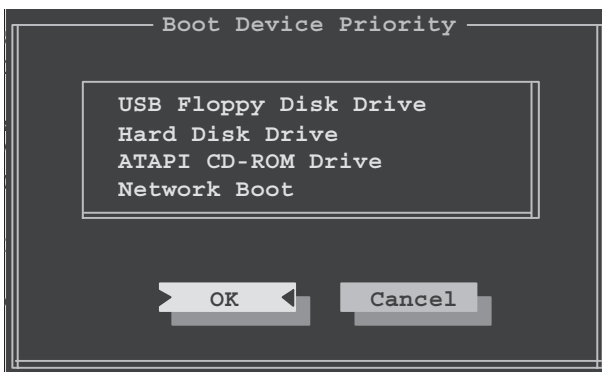 Boot Device Priority
USB Floppy Disk Drive
Hard Disk Drive
ATAPI CD-ROM Drive
Network Boot
OK Cancel